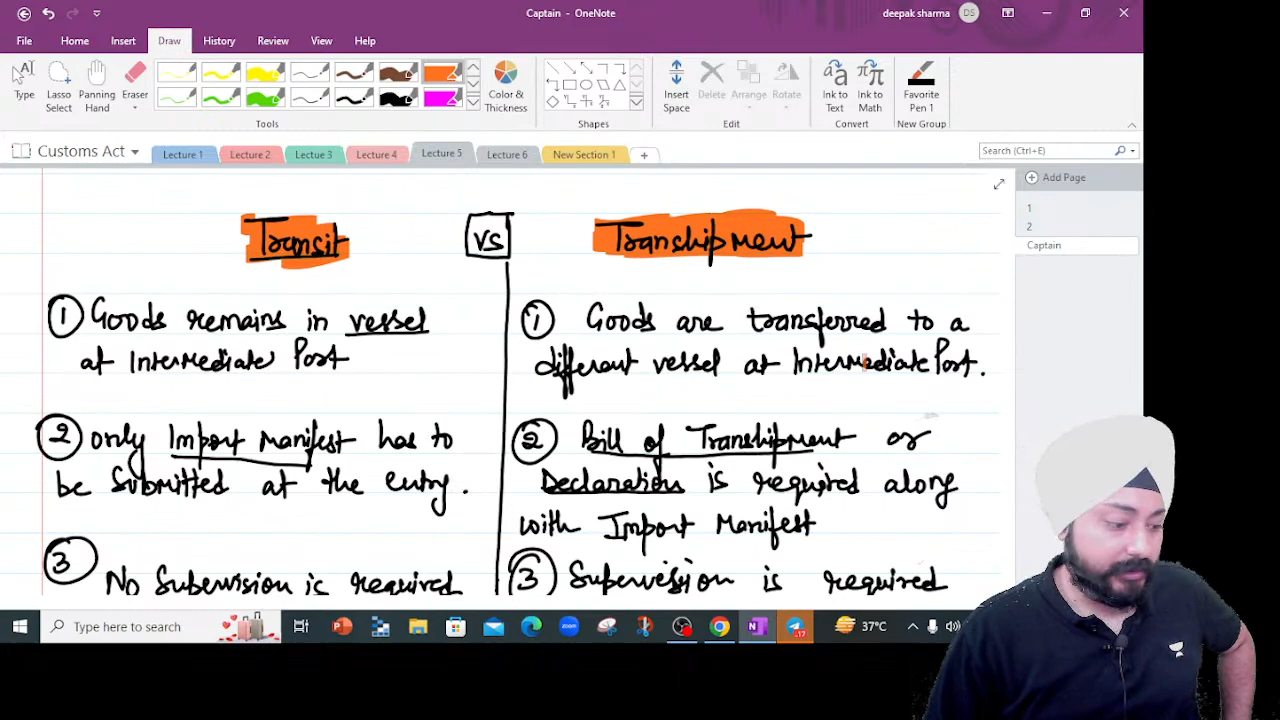 Captain - OneNote
deepak sharma DS
File Home Insert Draw History Review View Help
Type
Lasso Select
Panning Hand
Eraser
Color & Thickness
Insert Space
Delete
Arrange
Rotate
Ink to Text
Ink to Math
Favorite Pen 1
Tools Shapes Edit Convert New Group
Customs Act
Lecture 1 Lecture 2 Lectue 3 Lecture 4 Lecture 5 Lecture 6 New Section 1 +
Search (Ctrl+E)
Add Page
1
2
Captain
Transit vs Transhipment
① Goods remains in vessel
at Intermediate Port
② only Import Manifest has to
be Submitted at the entry.
③ No Supervision is required
① Goods are transferred to a
different vessel at Intermediate Port.
② Bill of Transhipment or
Declaration is required along
with Import Manifest
③ Supervision is required
Type here to search
zoom
17
37°C